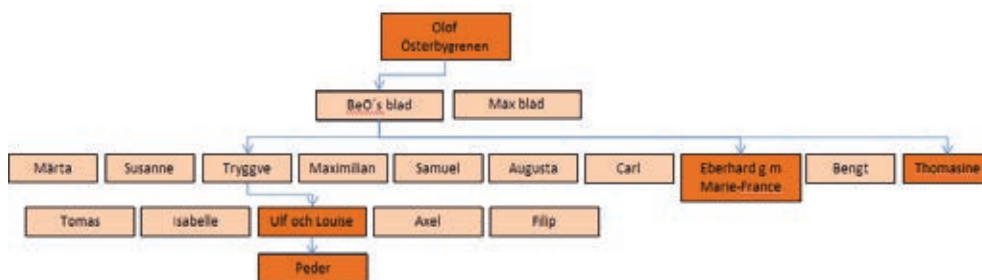 Olof
Österbygrenen
BeO´s blad
Max blad
Märta
Susanne
Tryggve
Maximilian
Samuel
Augusta
Carl
Eberhard g m
Marie-France
Bengt
Thomasine
Tomas
Isabelle
Ulf och Louise
Axel
Filip
Peder